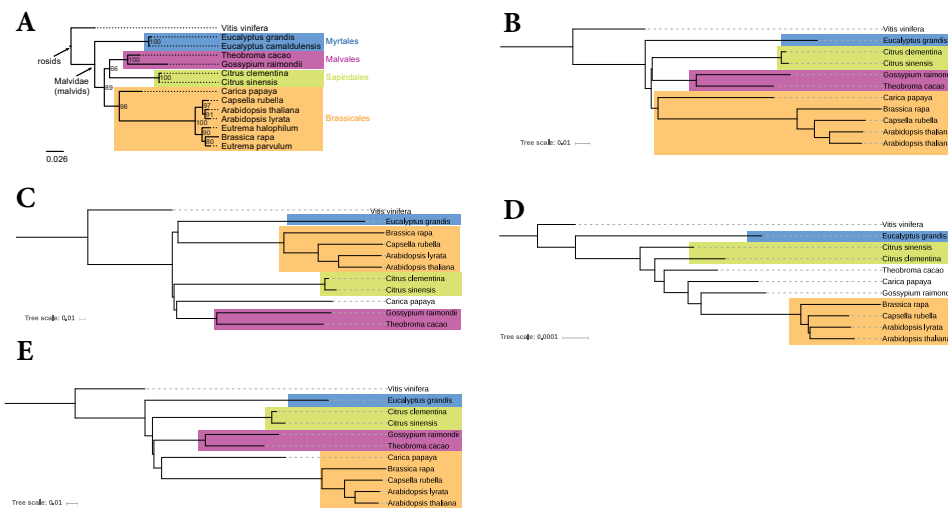 A
Vitis vinifera
Eucalyptus grandis
Myrtales
100
Eucalyptus camaldulensis
Theobroma cacao
Malvales
100
Gossypium raimondii
rosids
66
Citrus clementina
Sapindales
100
Malvidae
(malvids)
Citrus sinensis
89
Carica papaya
98
Capsella rubella
97
Arabidopsis thaliana
91
Arabidopsis lyrata
Brassicales
100
Eutrema halophilum
90
Brassica rapa
80
Eutrema parvulum
0.026
B
Vitis vinifera
Eucalyptus grandis
Citrus clementina
Citrus sinensis
Gossypium raimond
Theobroma cacao
Carica papaya
Brassica rapa
Capsella rubella
Arabidopsis thaliana
Arabidopsis thaliana
Tree scale: 0.01
C
Vitis vinifera
Eucalyptus grandis
Brassica rapa
Capsella rubella
Arabidopsis lyrata
Arabidopsis thaliana
Citrus clementina
Citrus sinensis
Carica papaya
Gossypium raimondii
Theobroma cacao
Tree scale: 0.01
D
Vitis vinifera
Eucalyptus grandis
Citrus sinensis
Citrus clementina
Theobroma cacao
Carica papaya
Gossypium raimond
Brassica rapa
Capsella rubella
Arabidopsis lyrata
Arabidopsis thaliana
Tree scale: 0.0001
E
Vitis vinifera
Eucalyptus grandis
Citrus clementina
Citrus sinensis
Gossypium raimondii
Theobroma cacao
Carica papaya
Brassica rapa
Capsella rubella
Arabidopsis lyrata
Arabidopsis thaliana
Tree scale: 0.01